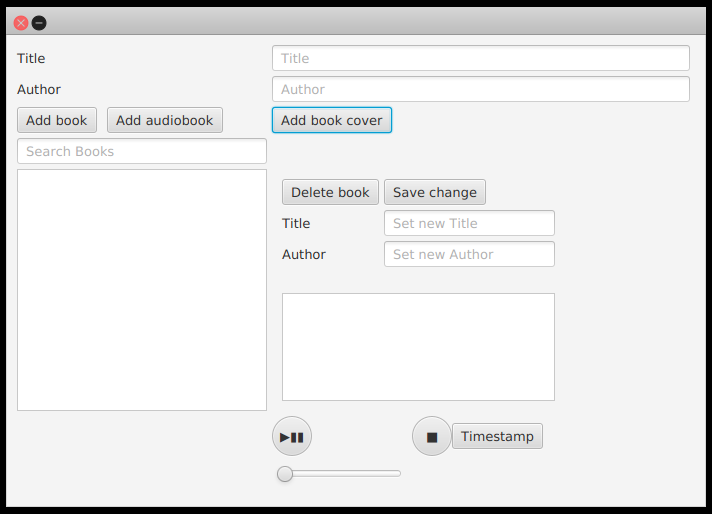 Title Title
Author Author
Add book Add audiobook Add book cover
Search Books
Delete book Save change
Title Set new Title
Author Set new Author
Timestamp